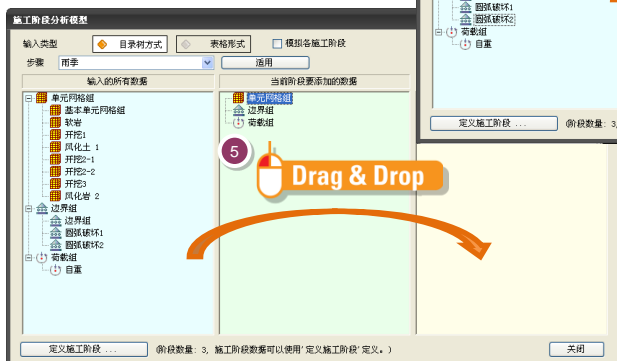 施工阶段分析模型
输入类型 目录树方式 表格形式 模拟各施工阶段
步骤 雨季 适用
输入的所有数据 当前阶段要添加的数据
单元网格组
基本单元网格组
软岩
开挖1
风化土 1
开挖2-1
开挖2-2
开挖3
风化岩 2
边界组
边界组
圆弧破坏1
圆弧破坏2
荷载组
自重
单元网格组
边界组
荷载组
5
Drag & Drop
圆弧破坏1
圆弧破坏2
荷载组
自重
定义施工阶段 ... (阶段数量: 3,
定义施工阶段 ... (阶段数量: 3, 施工阶段数据可以使用'定义施工阶段'定义。)
关闭